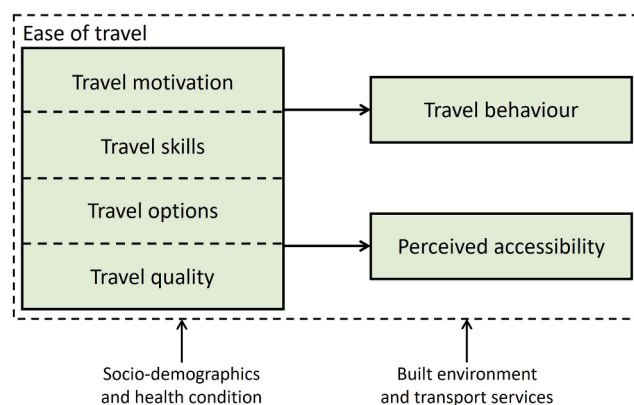 Ease of travel
Travel motivation
Travel skills
Travel options
Travel quality
Travel behaviour
Perceived accessibility
Socio-demographics
and health condition
Built environment
and transport services